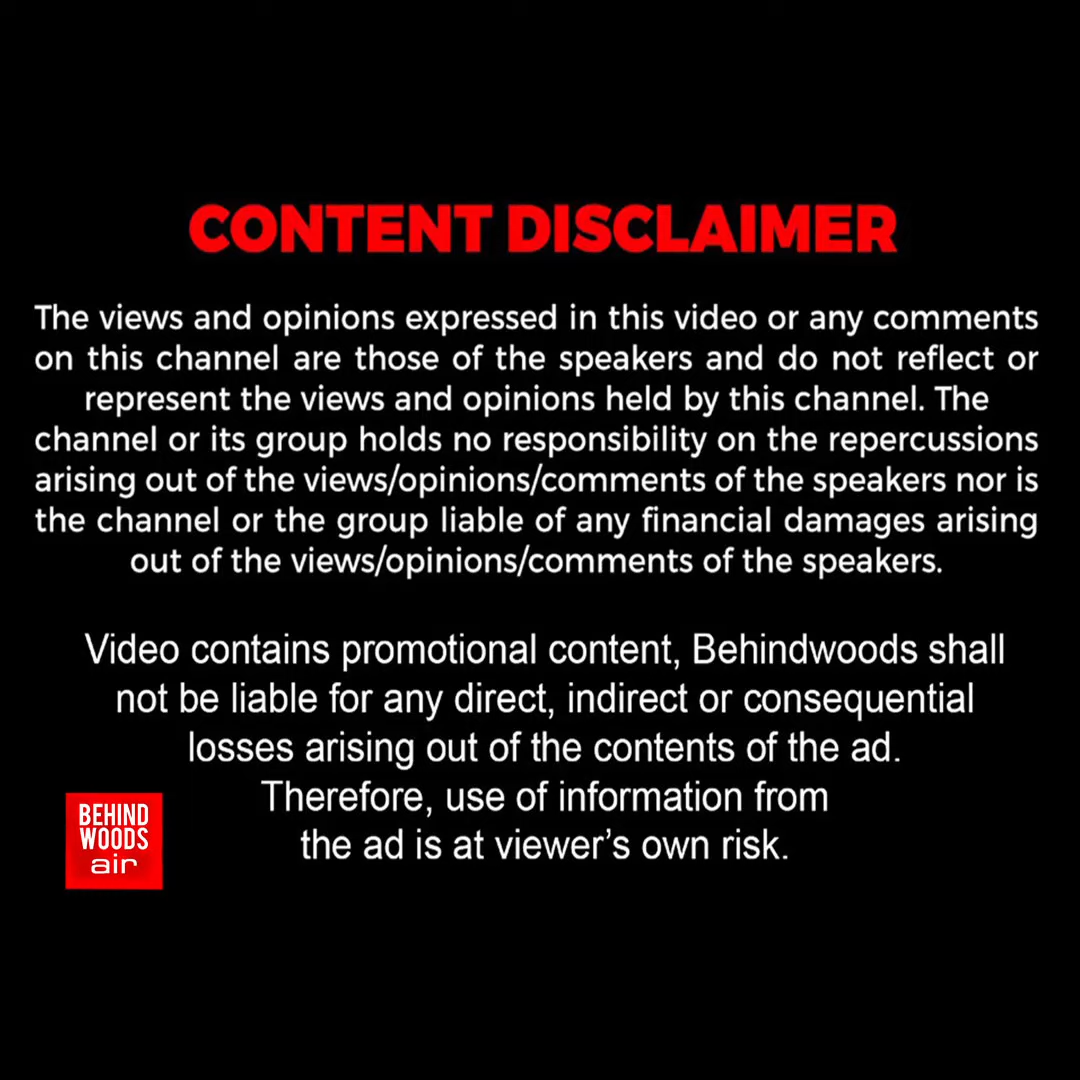 CONTENT DISCLAIMER
The views and opinions expressed in this video or any comments
on this channel are those of the speakers and do not reflect or
represent the views and opinions held by this channel. The
channel or its group holds no responsibility on the repercussions
arising out of the views/opinions/comments of the speakers nor is
the channel or the group liable of any financial damages arising
out of the views/opinions/comments of the speakers.
Video contains promotional content, Behindwoods shall
not be liable for any direct, indirect or consequential
losses arising out of the contents of the ad.
Therefore, use of information from
the ad is at viewer’s own risk.
BEHIND
WOODS
air